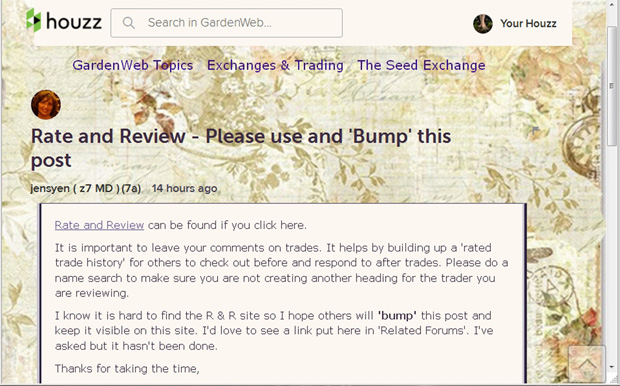 houzz
Search in GardenWeb...
Your Houzz
GardenWeb Topics Exchanges & Trading The Seed Exchange
Rate and Review - Please use and 'Bump' this
post
jensyen ( z7 MD ) (7a) 14 hours ago
Rate and Review can be found if you click here.
It is important to leave your comments on trades. It helps by building up a 'rated
trade history' for others to check out before and respond to after trades. Please do a
name search to make sure you are not creating another heading for the trader
you are reviewing.
I know it is hard to find the R & R site so I hope others will 'bump' this post and
keep it visible on this site. I'd love to see a link put here in 'Related Forums'. I've
asked but it hasn't been done.
Thanks for taking the time,